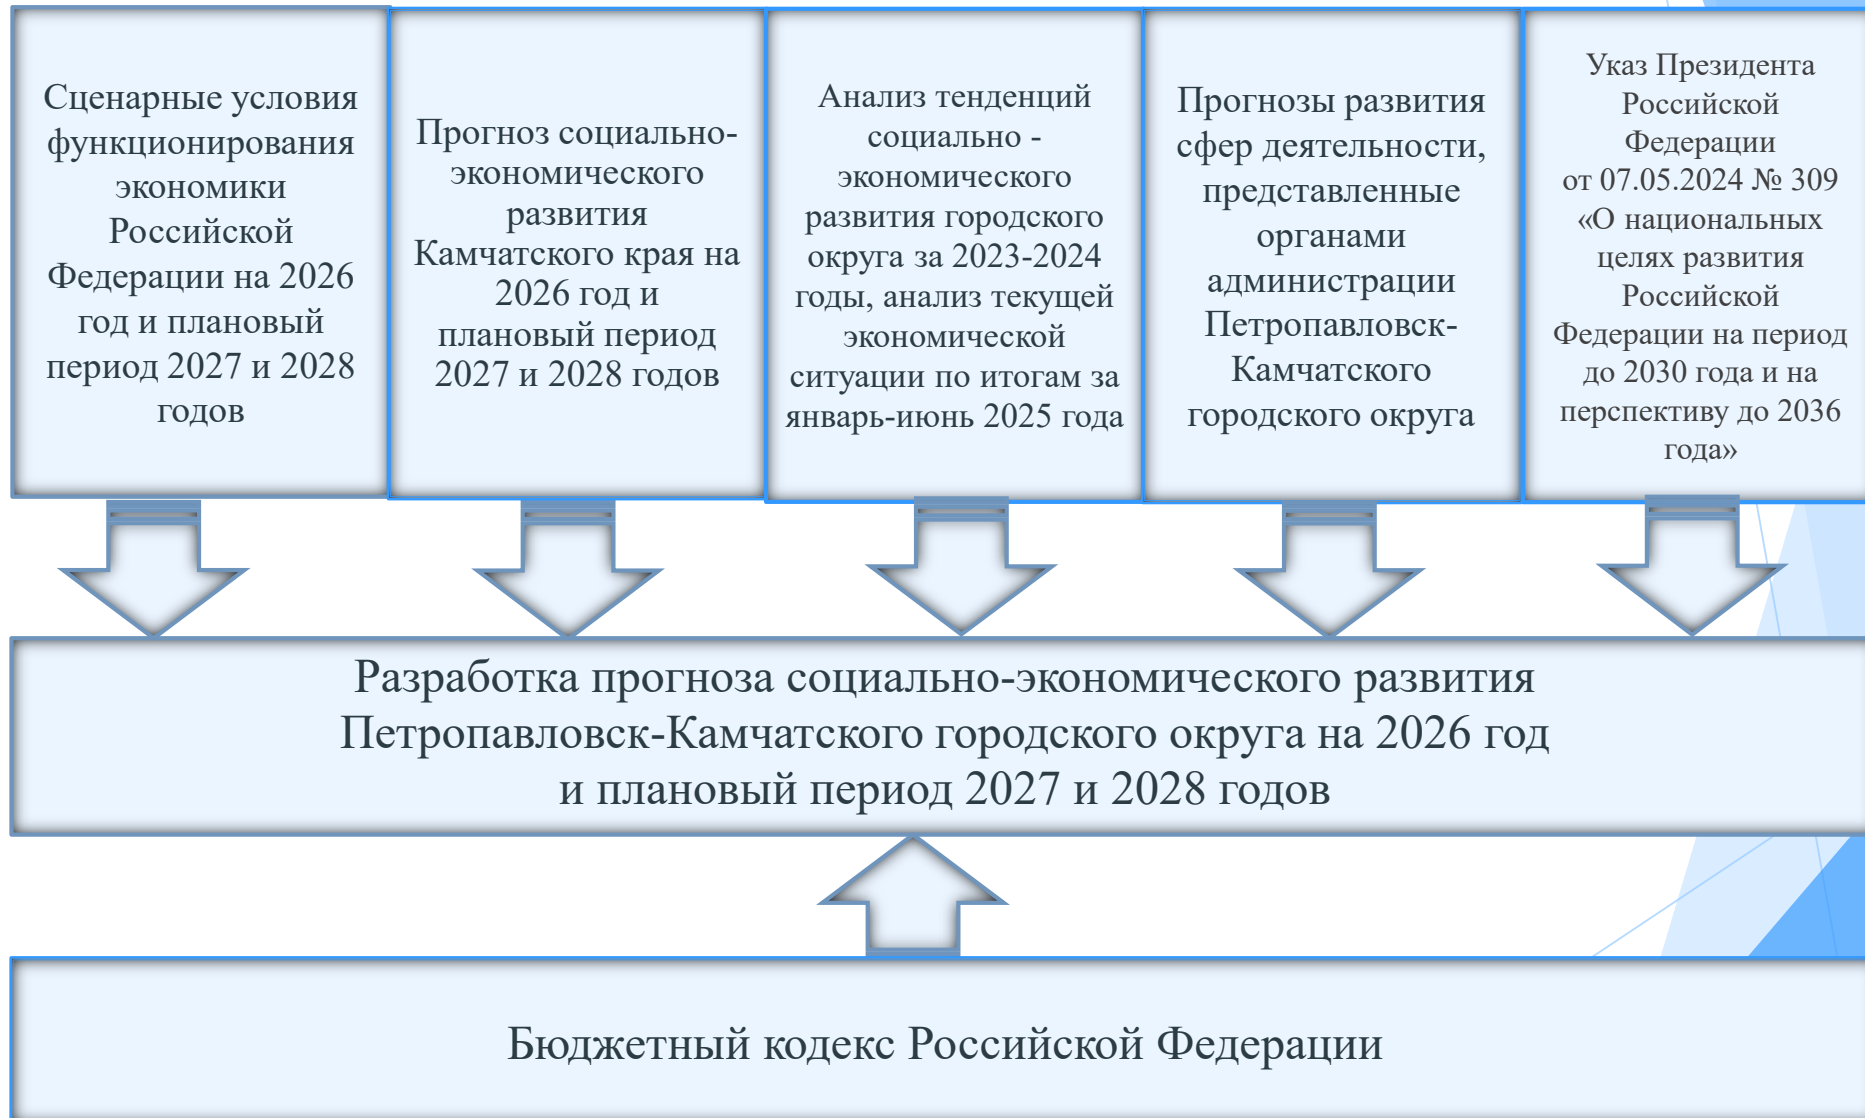 Сценарные условия
функционирования
экономики
Российской
Федерации на 2026
год и плановый
период 2027 и 2028
годов
Прогноз социально-
экономического
развития
Камчатского края на
2026 год и
плановый период
2027 и 2028 годов
Анализ тенденций
социально -
экономического
развития городского
округа за 2023-2024
годы, анализ текущей
экономической
ситуации по итогам за
январь-июнь 2025 года
Прогнозы развития
сфер деятельности,
представленные
органами
администрации
Петропавловск-
Камчатского
городского округа
Указ Президента
Российской
Федерации
от 07.05.2024 № 309
«О национальных
целях развития
Российской
Федерации на период
до 2030 года и на
перспективу до 2036
года»
Разработка прогноза социально-экономического развития
Петропавловск-Камчатского городского округа на 2026 год
и плановый период 2027 и 2028 годов
Бюджетный кодекс Российской Федерации